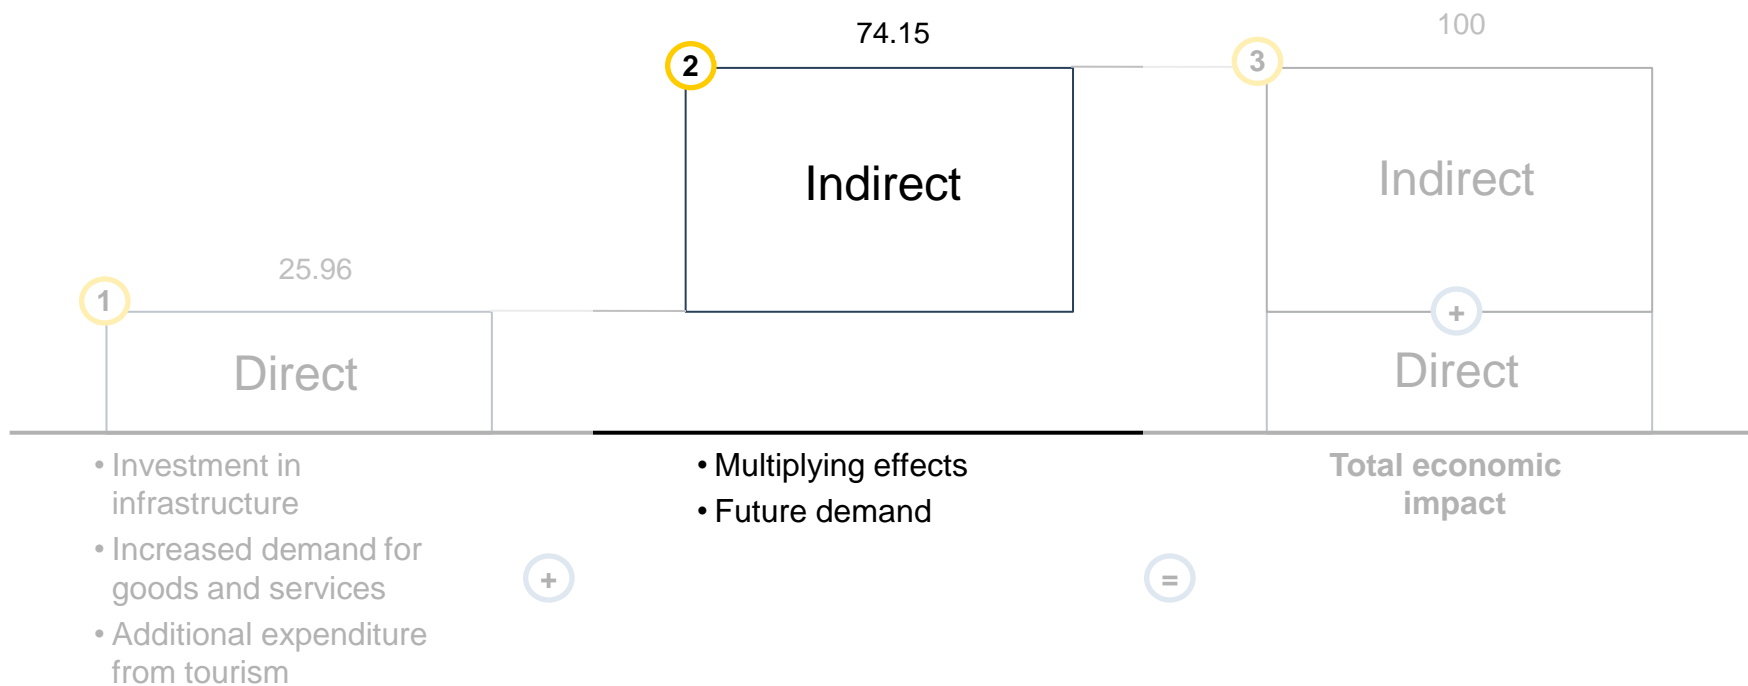 25.96
1
Direct
• Investment in
infrastructure
• Increased demand for
goods and services
• Additional expenditure
from tourism
+
74.15
2
Indirect
• Multiplying effects
• Future demand
=
100
3
Indirect
+
Direct
Total economic
impact